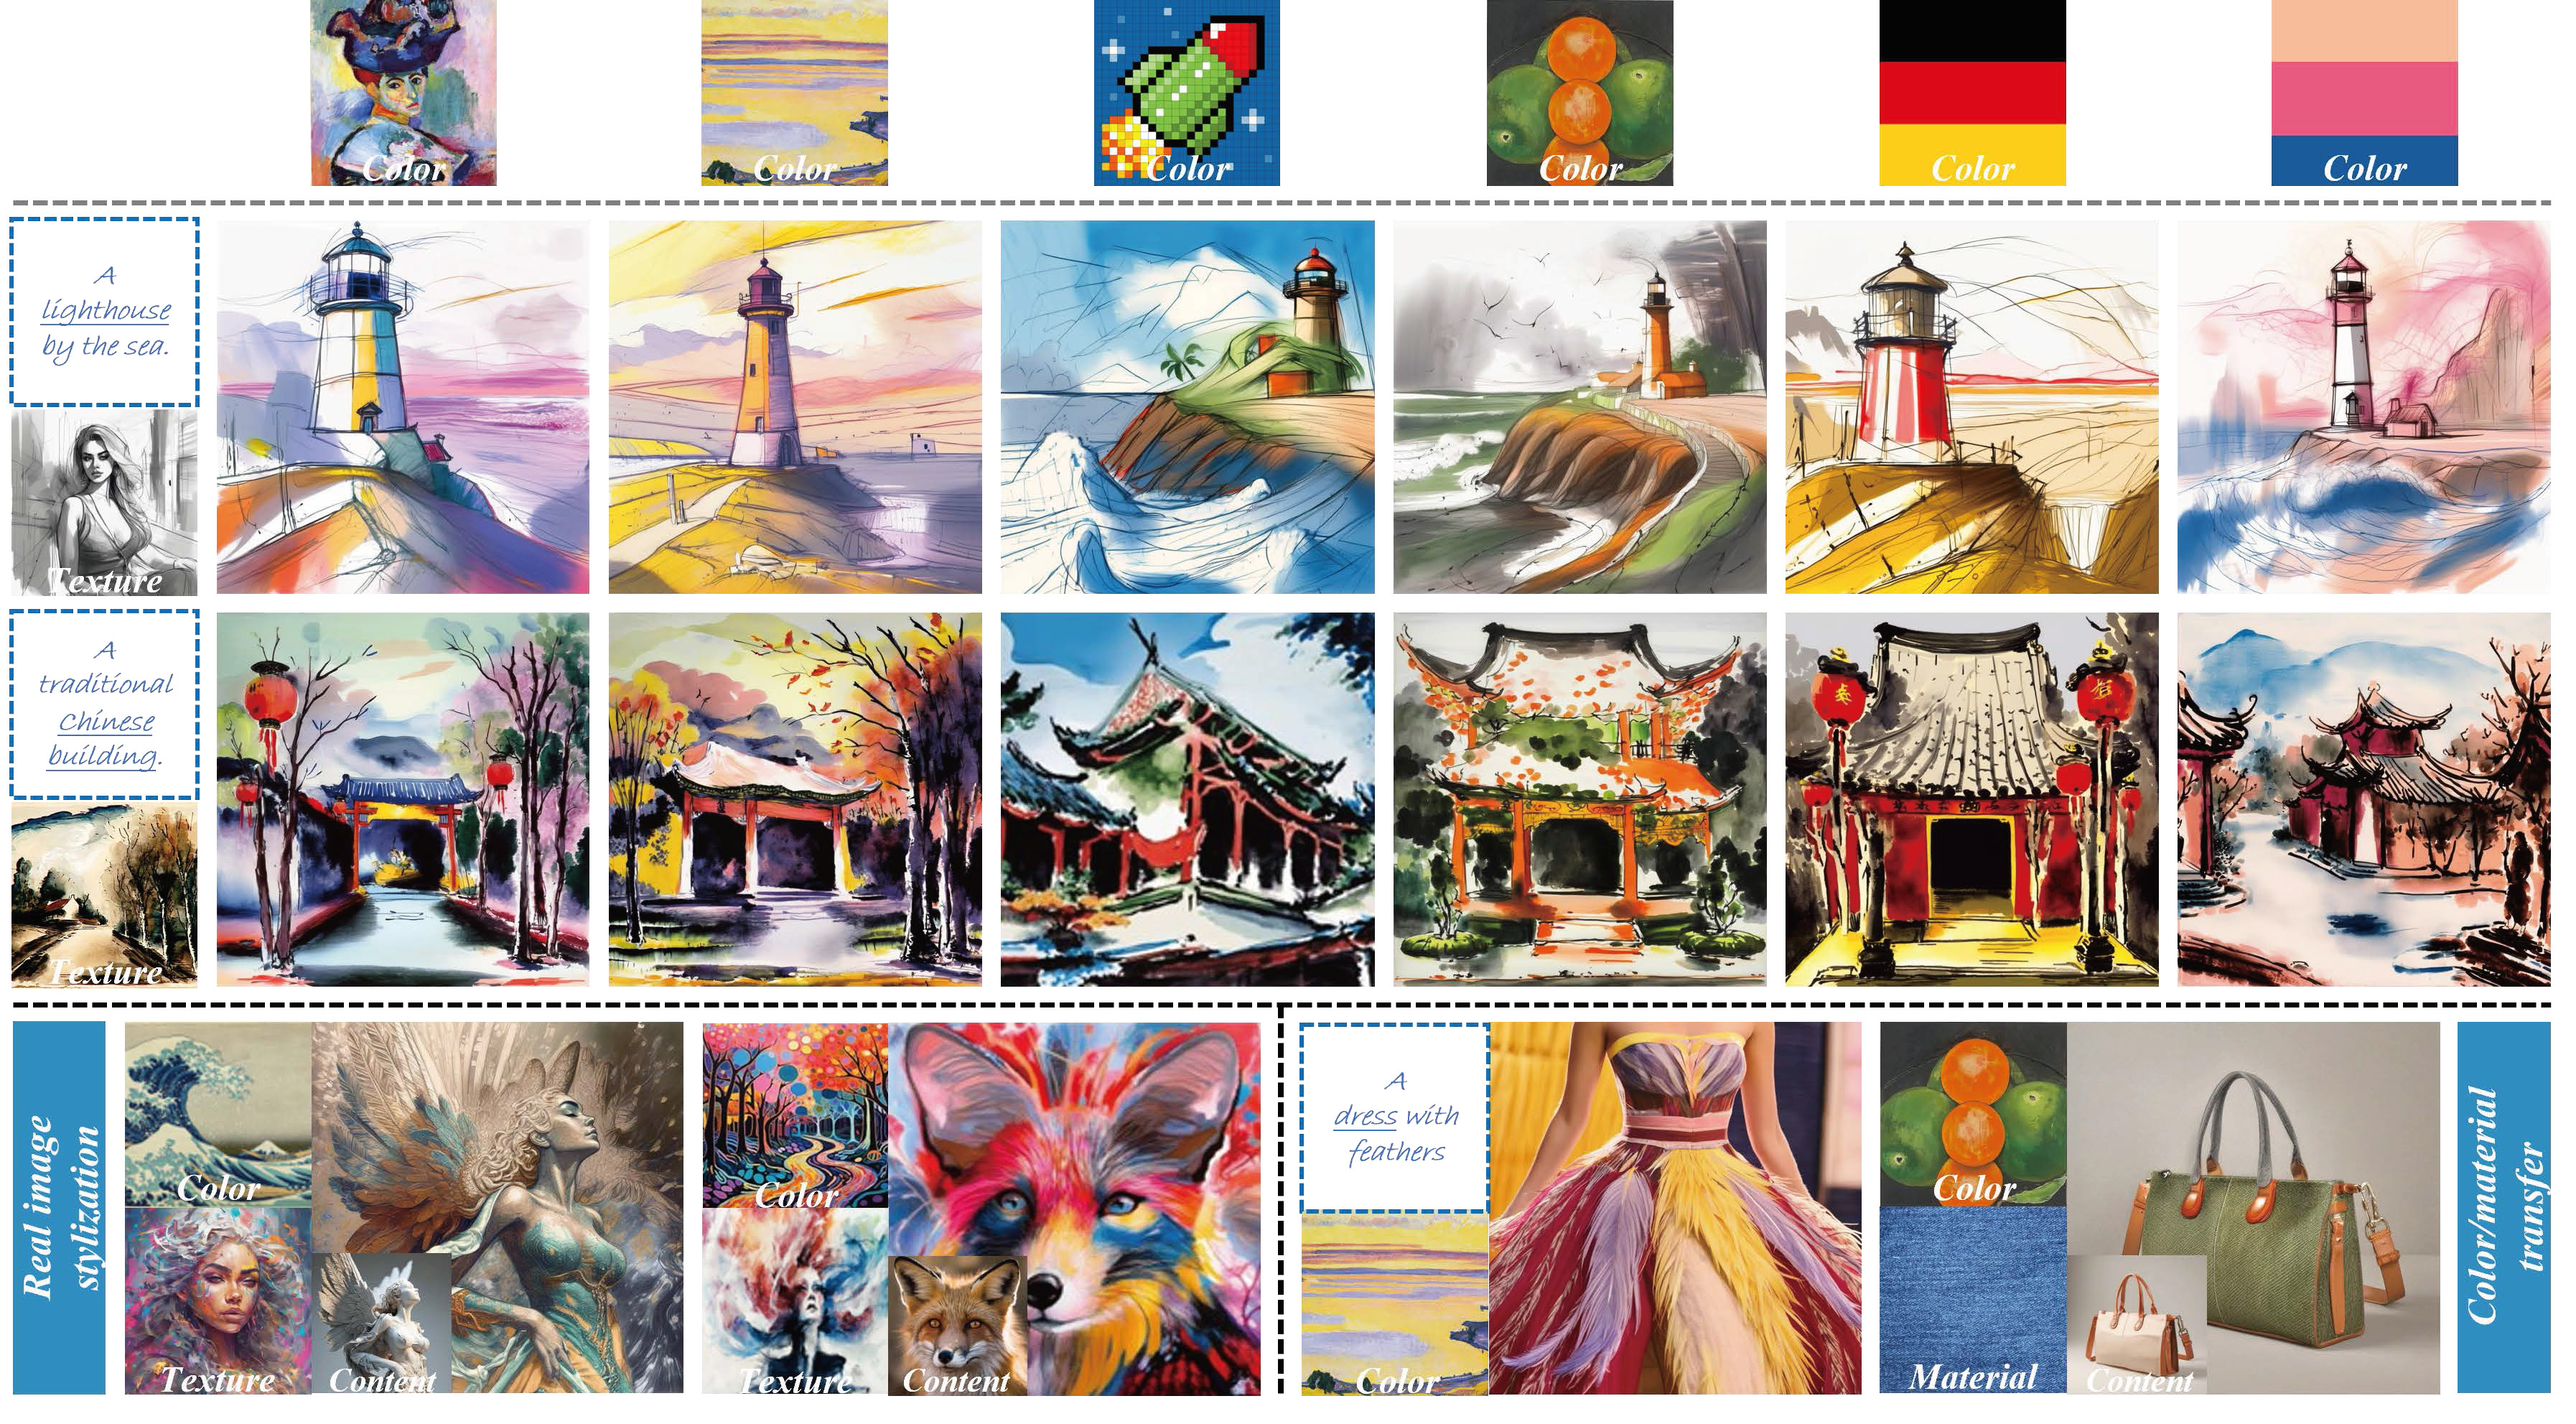 Color
Color
Color
Color
Color
Color
A
lighthouse
by the sea.
Texture
A
traditional
Chinese
building.
Texture
Real image
stylization
Color
Texture
Content
Color
Texture
Content
A
dress with
feathers
Color
Color
Material
Content
Color/material
transfer